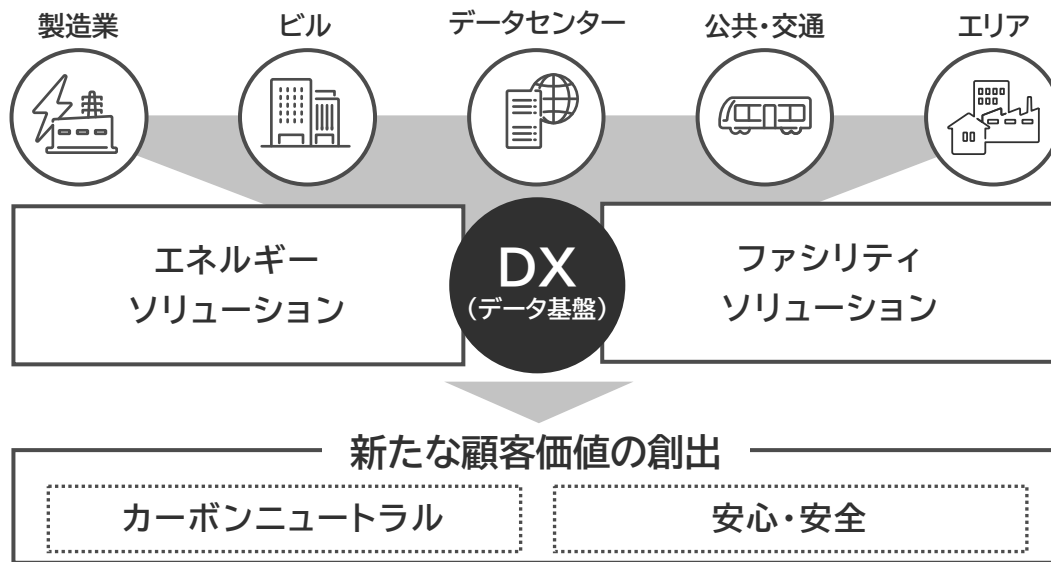 製造業
ビル
データセンター
公共・交通
エリア
エネルギー
ソリューション
DX
（データ基盤）
ファシリティ
ソリューション
新たな顧客価値の創出
カーボンニュートラル
安心・安全